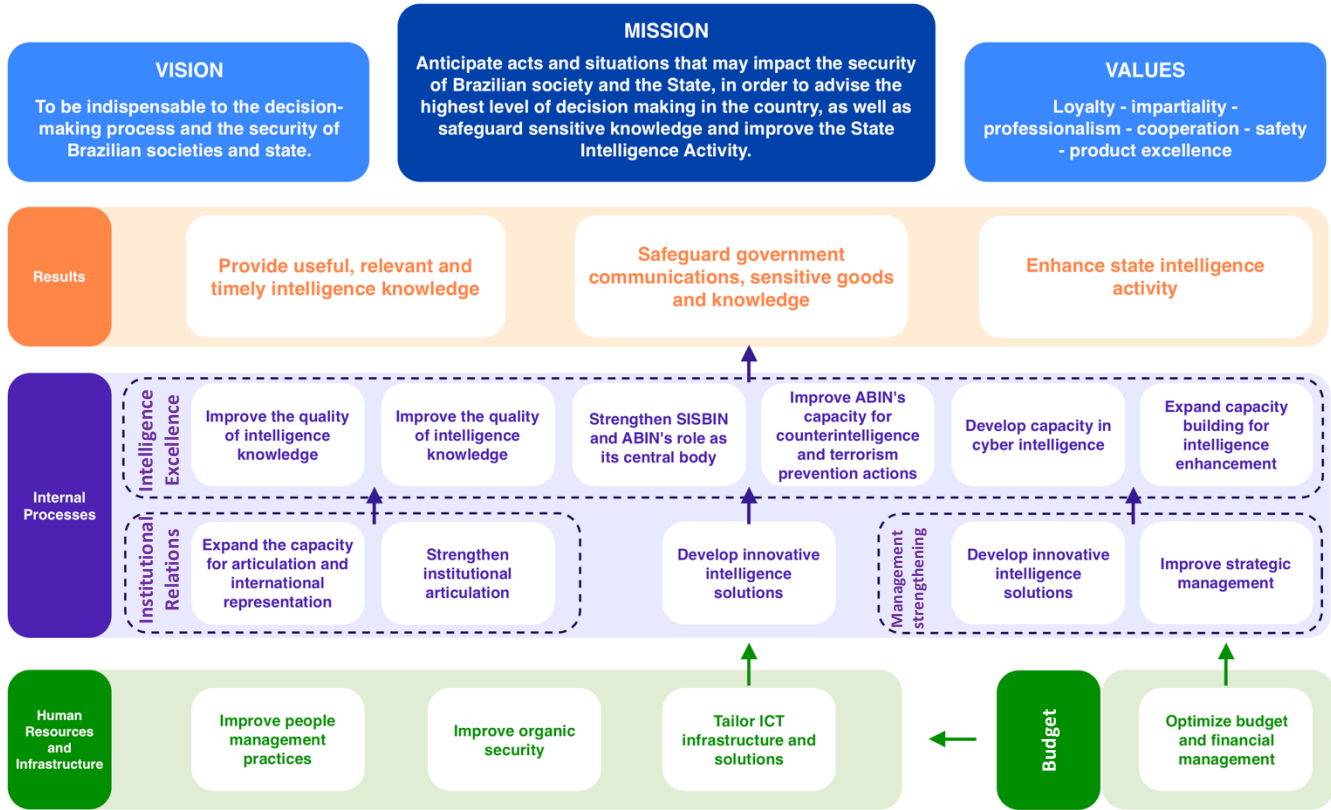 VISION
To be indispensable to the decision-
making process and the security of
Brazilian societies and state.
MISSION
Anticipate acts and situations that may impact the security
of Brazilian society and the State, in order to advise the
highest level of decision making in the country, as well as
safeguard sensitive knowledge and improve the State
Intelligence Activity.
VALUES
Loyalty - impartiality -
professionalism - cooperation - safety
- product excellence
Results
Provide useful, relevant and
timely intelligence knowledge
Safeguard government
communications, sensitive goods
and knowledge
Enhance state intelligence
activity
Internal
Processes
Intelligence
Excellence
Improve the quality
of intelligence
knowledge
Improve the quality
of intelligence
knowledge
Strengthen SISBIN
and ABIN's role as
its central body
Improve ABIN's
capacity for
counterintelligence
and terrorism
prevention actions
Develop capacity in
cyber intelligence
Expand capacity
building for
intelligence
enhancement
Institutional
Relations
Expand the capacity
for articulation and
international
representation
Strengthen
institutional
articulation
Develop innovative
intelligence
solutions
Management
strengthening
Develop innovative
intelligence
solutions
Improve strategic
management
Human
Resources
and
Infrastructure
Improve people
management
practices
Improve organic
security
Tailor ICT
infrastructure and
solutions
Budget
Optimize budget
and financial
management